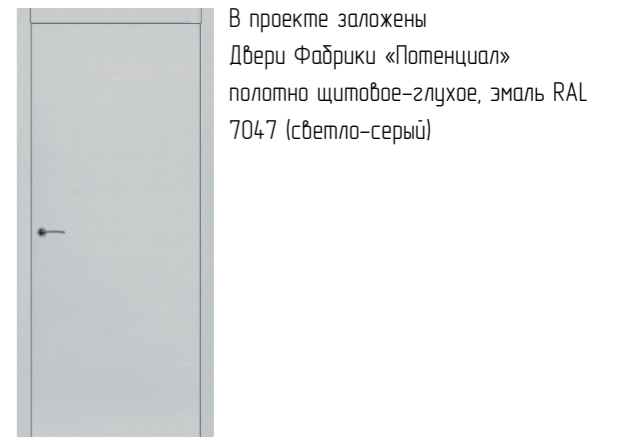 В проекте заложены
Двери Фабрики «Потенциал»
полотно щитовое-глухое, эмаль RAL
7047 (светло-серый)